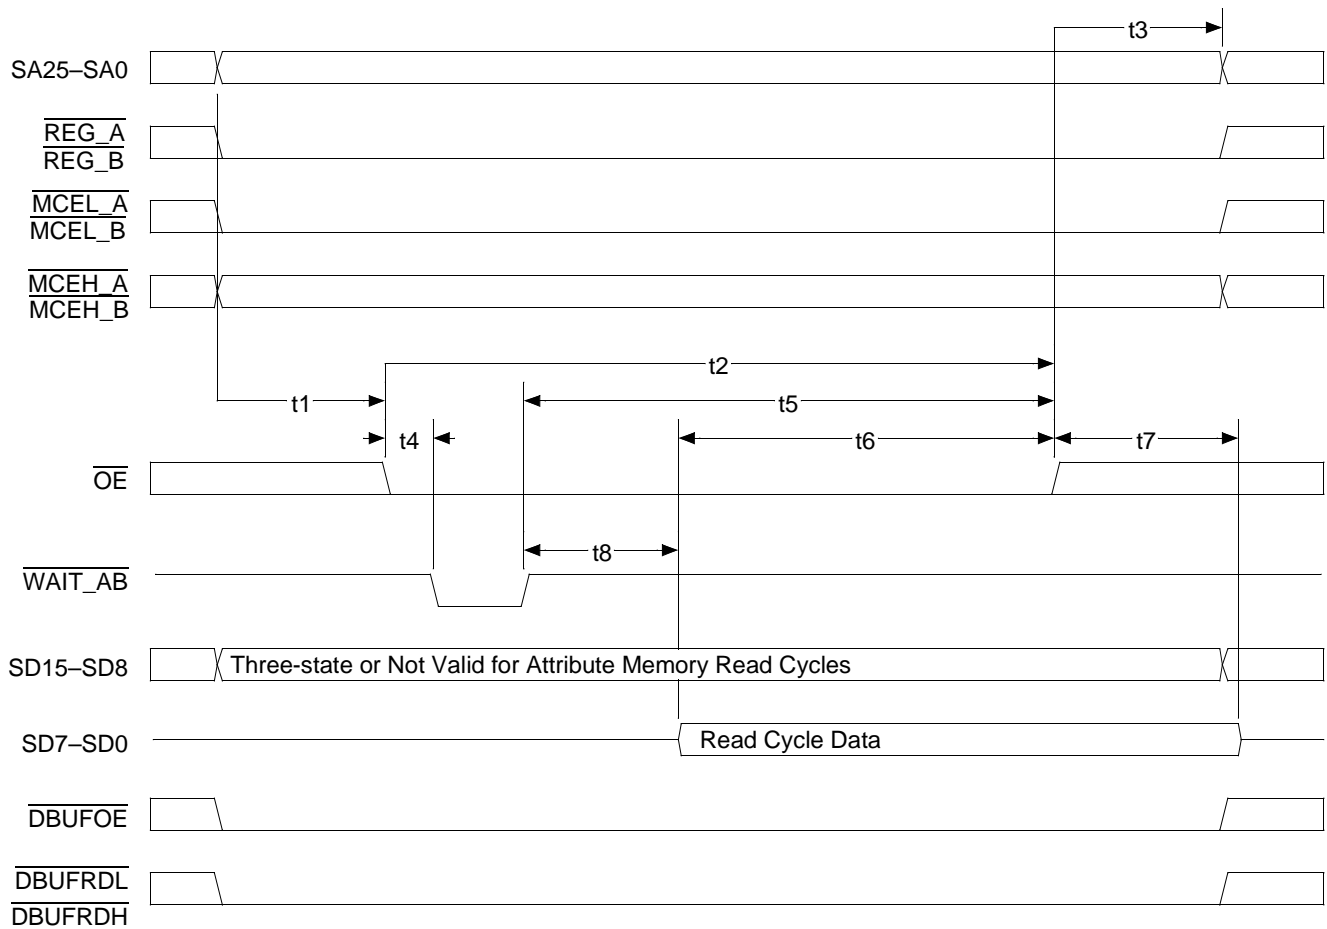 t3
SA25–SA0
REG_A
REG_B
MCEL_A
MCEL_B
MCEH_A
MCEH_B
t2
t1
t5
t4
t6
t7
OE
t8
WAIT_AB
SD15–SD8
Three-state or Not Valid for Attribute Memory Read Cycles
SD7–SD0
Read Cycle Data
DBUFOE
DBUFRDL
DBUFRDH